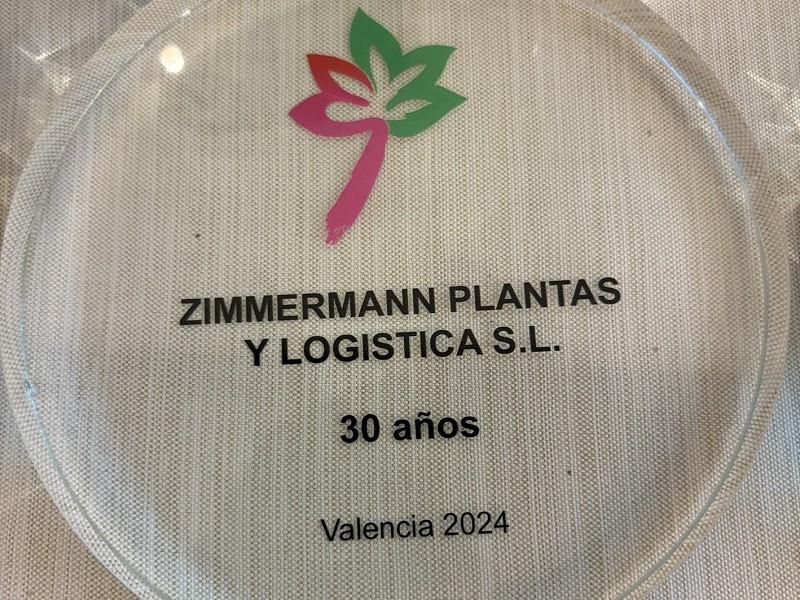 ZIMMERMANN PLANTAS
Y LOGISTICA S.L.
30 años
Valencia 2024